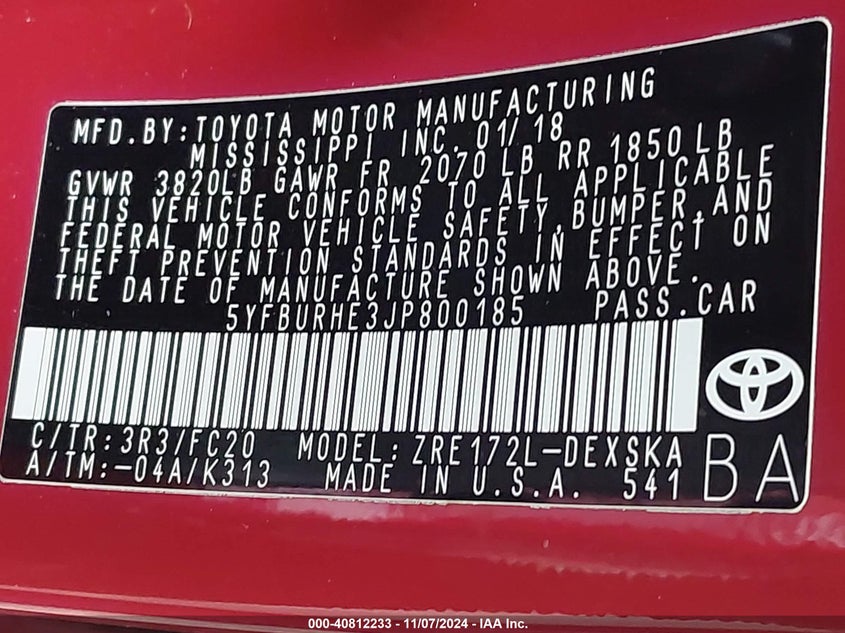 MFD.BY:TOYOTA MOTOR MANUFACTURING
MISSISSIPPI INC. 01/18
GVWR 3820LB GAWR FR 2070 LB RR 1850 LB
THIS VEHICLE CONFORMS TO ALL APPLICABLE
FEDERAL MOTOR VEHICLE SAFETY,BUMPER,AND
THEFT PREVENTION STANDARDS IN EFFECT ON
THE DATE OF MANUFACTURE SHOWN ABOVE.
5YFBURHE3JP800185 PASS.CAR
C/TR:3R3/FC20 MODEL:ZRE172L-DEXSKA
A/TM:-04A/K313 MADE IN U.S.A. 541
BA
000-40812233 - 11/07/2024 - IAA Inc.